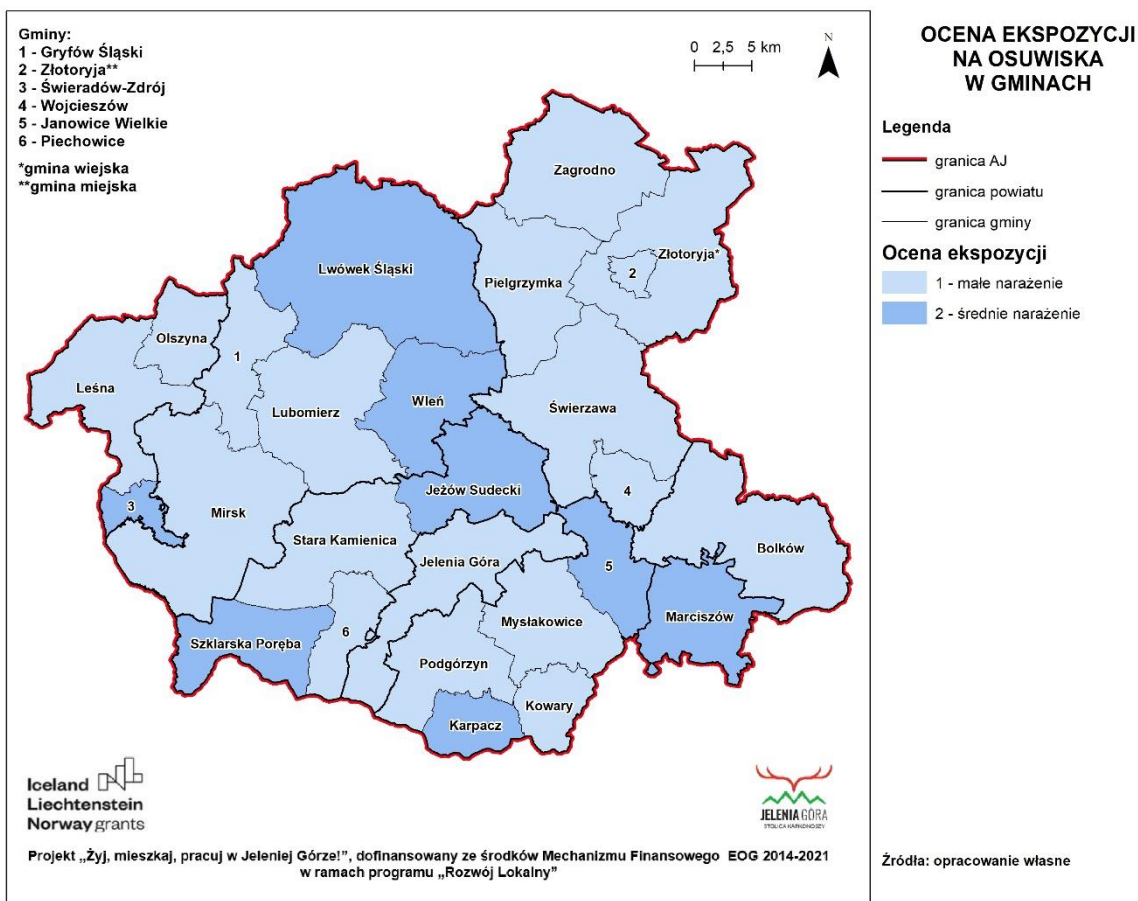 Gminy:
1 - Gryfów Śląski
2 - Złotoryja**
3 - Świeradów-Zdrój
4 - Wojcieszów
5 - Janowice Wielkie
6 - Piechowice
*gmina wiejska
**gmina miejska
0 2,5 5 km
N
OCENA EKSPOZYCJI
NA OSUWISKA
W GMINACH
Legenda
granica AJ
granica powiatu
granica gminy
Ocena ekspozycji
1 - małe narażenie
2 - średnie narażenie
Zagrodno
Złotoryja*
2
Pielgrzymka
Lwówek Śląski
Olszyna
1
Leśna
Lubomierz
Wleń
Świerzawa
Jeżów Sudecki
4
3
Mirsk
Stara Kamienica
Jelenia Góra
Bolków
5
Marciszów
Mysłakowice
6
Szklarska Poręba
Podgórzyn
Kowary
Karpacz
Iceland
Liechtenstein
Norway grants
JELENIA GÓRA
STOLICA KARKONOSZY
Projekt „Żyj, mieszkaj, pracuj w Jeleniej Górze!”, dofinansowany ze środków Mechanizmu Finansowego EOG 2014-2021
w ramach programu „Rozwój Lokalny”
Źródła: opracowanie własne